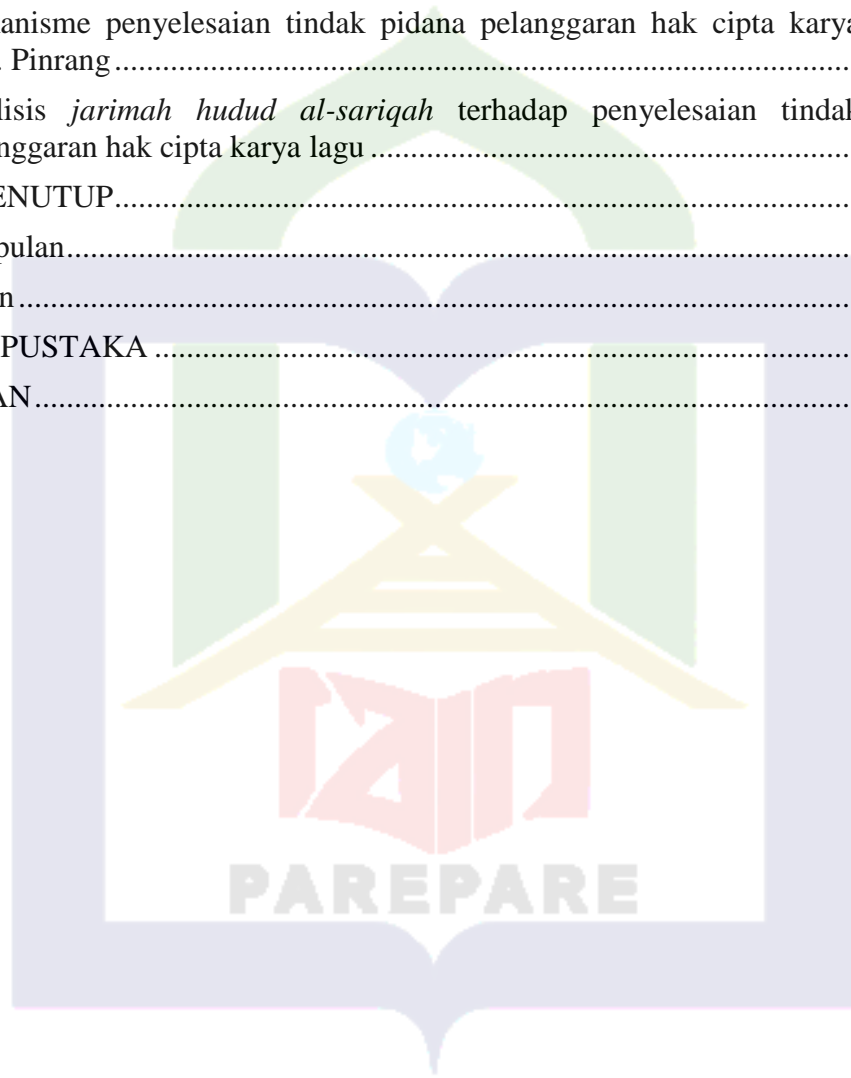 anisme penyelesaian tindak pidana pelanggaran hak cipta karya
. Pinrang ..........
lisis jarimah hudud al-sariqah terhadap penyelesaian tindak
nggaran hak cipta karya lagu ..........
ENUTUP..........
pulan..........
n ..........
PUSTAKA ..........
AN ..........
iain
PAREPARE